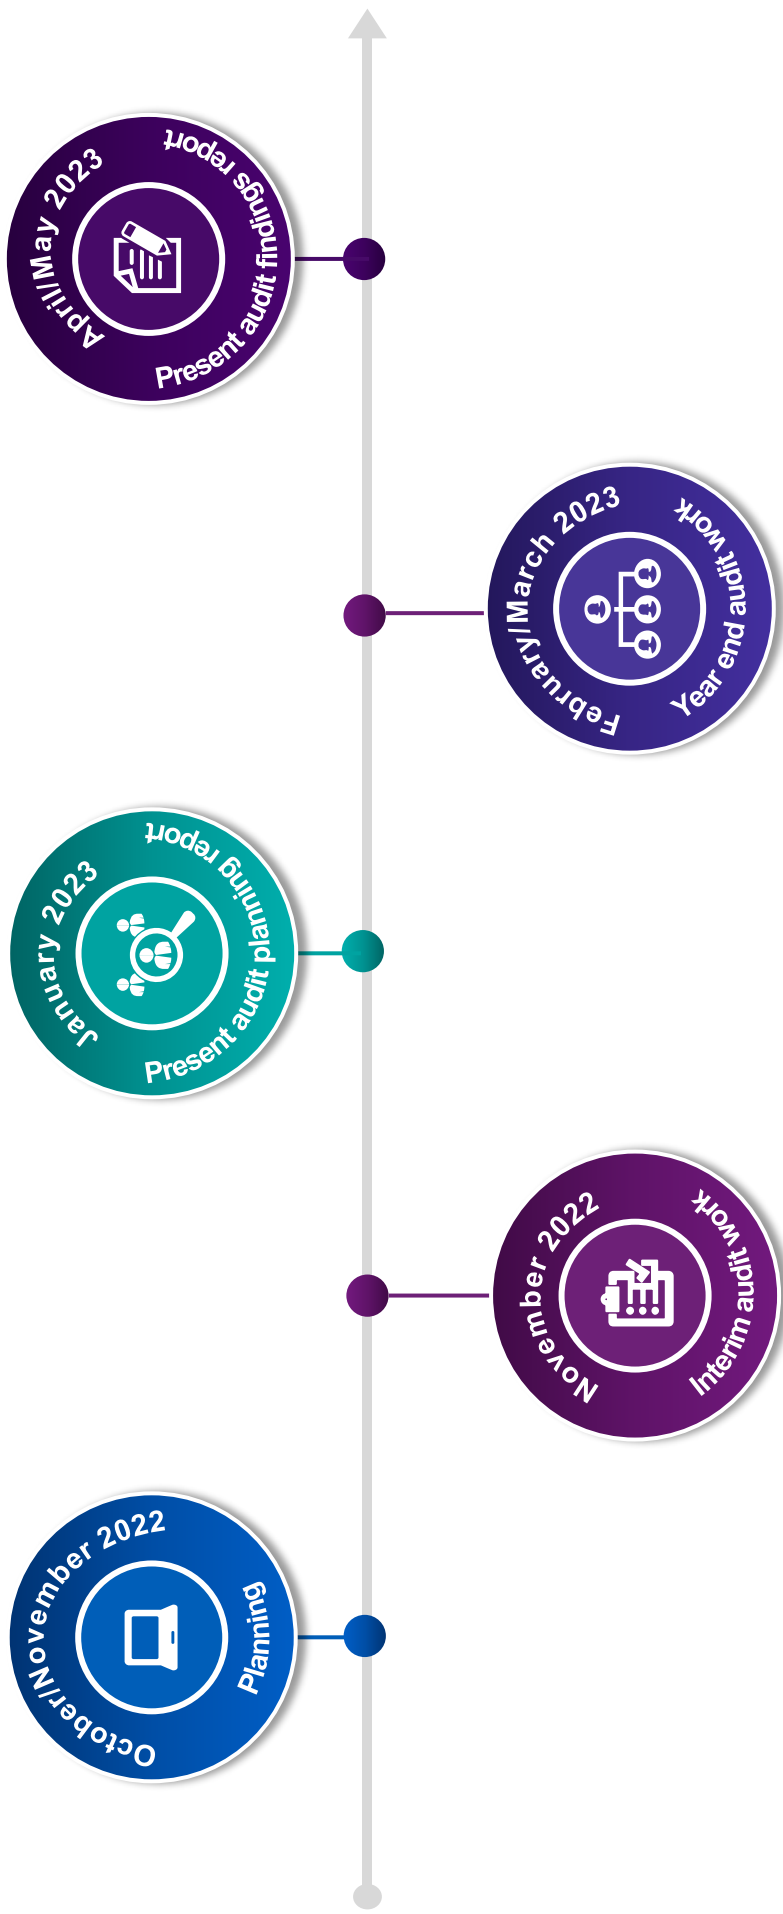 October/November 2022
Planning
November 2022
Interim audit work
January 2023
Present audit planning report
February/March 2023
Year end audit work
April/May 2023
Present audit findings report